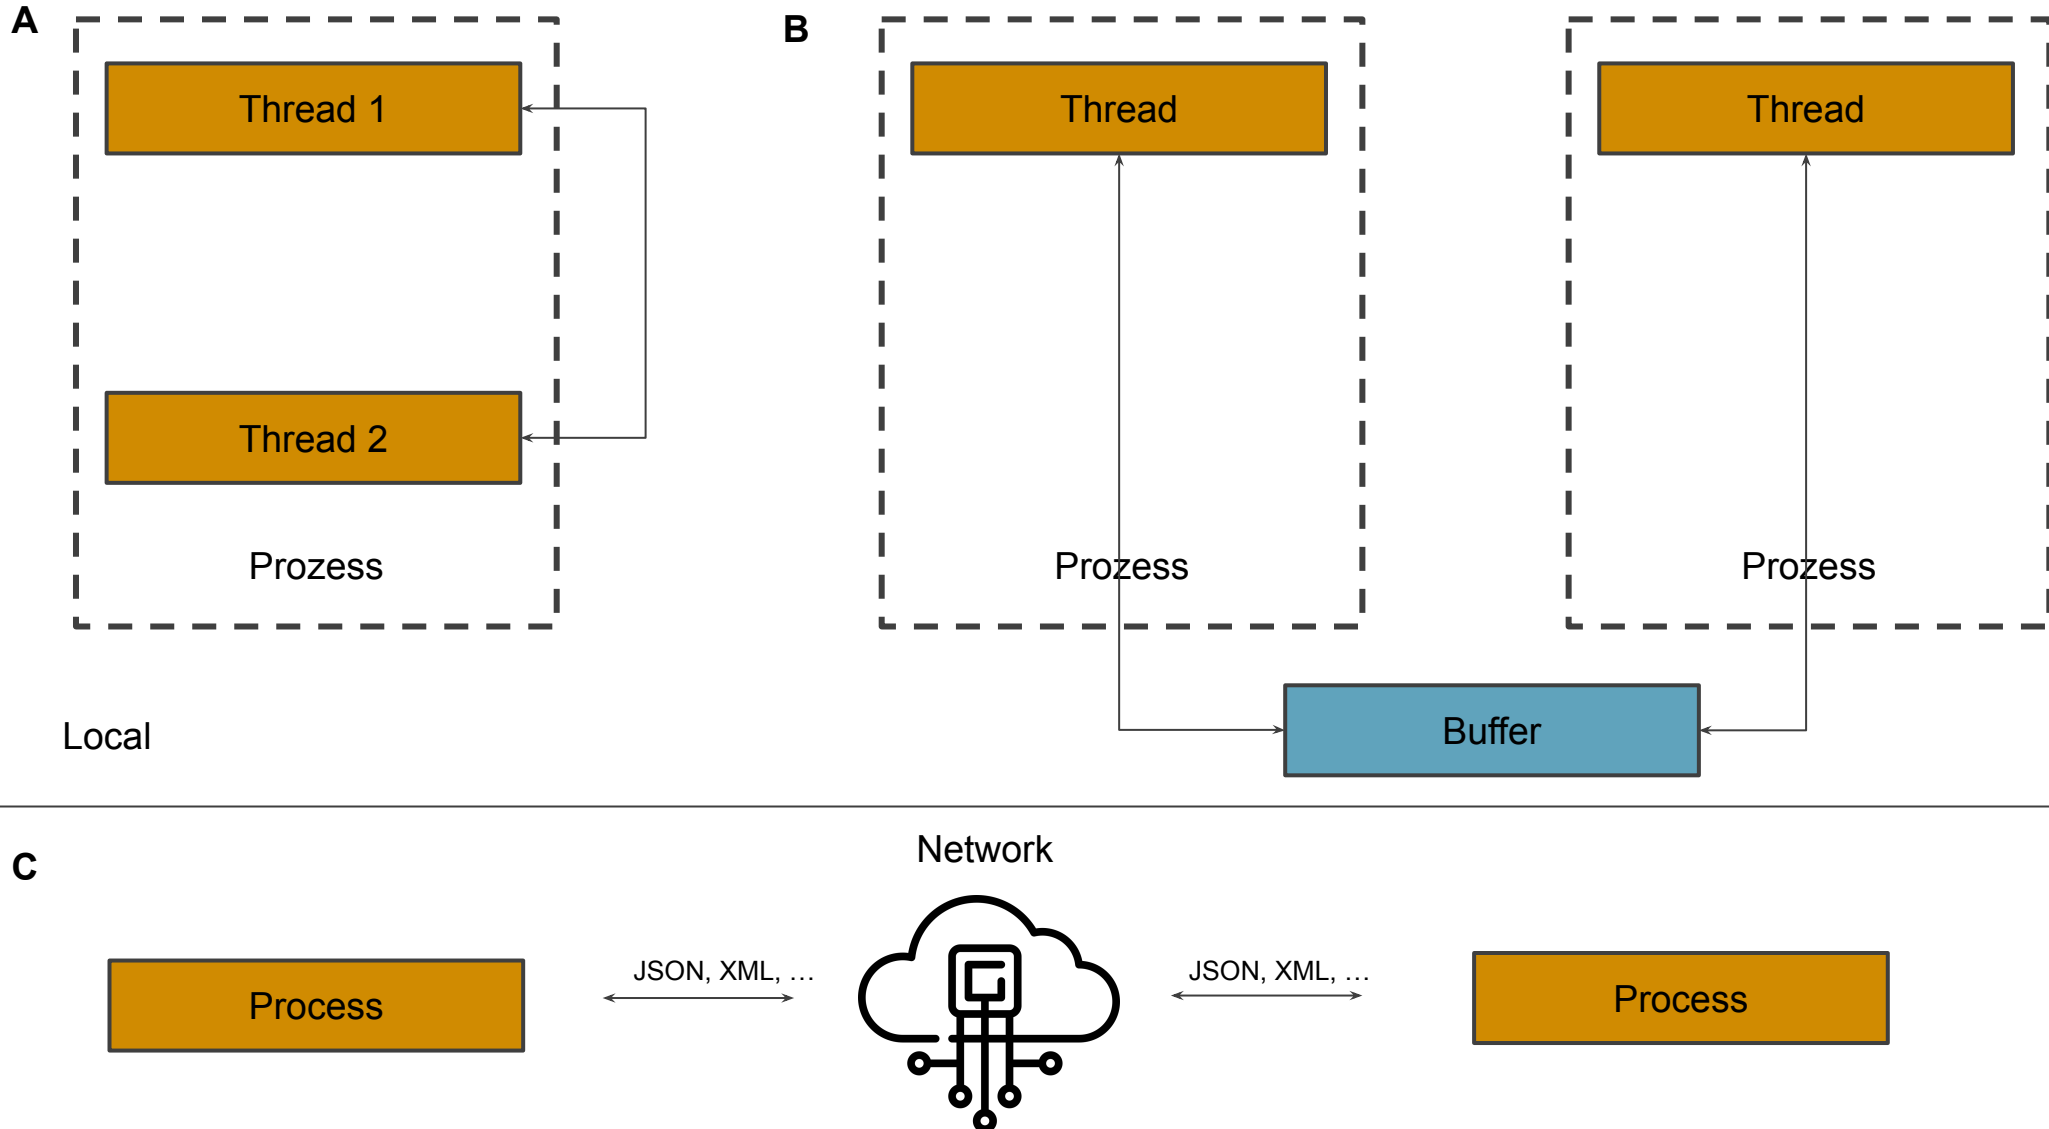 A
Thread 1
Thread 2
Prozess
B
Thread
Prozess
Thread
Prozess
Buffer
Local
C
Network
Process
JSON, XML, …
JSON, XML, …
Process